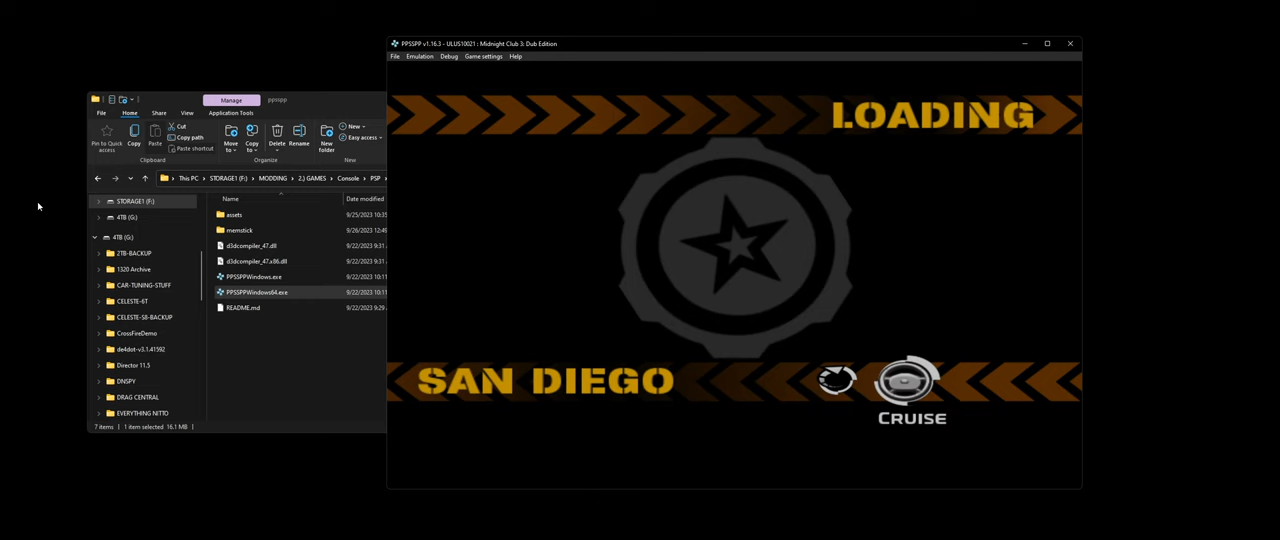 PPSSPP v1.16.3 - ULUS10021 : Midnight Club 3: Dub Edition
File Emulation Debug Game settings Help
LOADING
SAN DIEGO
CRUISE
Manage ppsspp
File Home Share View Application Tools
Pin to Quick access
Copy
Paste
Cut
Copy path
Paste shortcut
Move to
Copy to
Delete
Rename
New folder
New
Easy access
Clipboard Organize New
This PC STORAGE1 (F:) MODDING 2.) GAMES Console PSP
Name Date modified
STORAGE1 (F:)
4TB (G:)
4TB (G:)
2TB-BACKUP
1320 Archive
CAR-TUNING-STUFF
CELESTE-6T
CELESTE-S8-BACKUP
CrossFireDemo
de4dot-v3.1.41592
Director 11.5
DNSPY
DRAG CENTRAL
EVERYTHING NITTO
assets 9/25/2023 10:35
memstick 9/26/2023 12:49
d3dcompiler_47.dll 9/22/2023 9:31
d3dcompiler_47.x86.dll 9/22/2023 9:31
PPSSPPWindows.exe 9/22/2023 10:11
PPSSPPWindows64.exe 9/22/2023 10:11
README.md 9/22/2023 9:29
7 items 1 item selected 16.1 MB